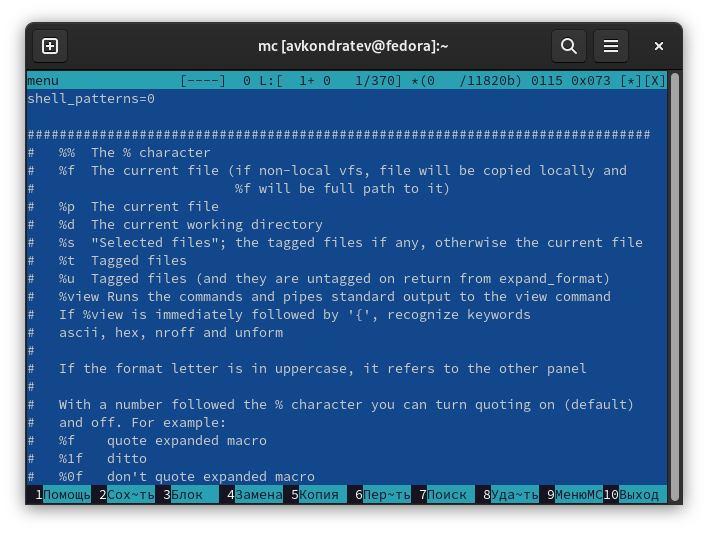 mc [avkondratev@fedora]:~
menu               [----]  0 L:[  1+ 0   1/370] *(0   /11820b) 0115 0x073 [*][X]
shell_patterns=0
##############################################################################
#   %%  The % character
#   %f  The current file (if non-local vfs, file will be copied locally and
#                         %f will be full path to it)
#   %p  The current file
#   %d  The current working directory
#   %s  "Selected files"; the tagged files if any, otherwise the current file
#   %t  Tagged files
#   %u  Tagged files (and they are untagged on return from expand_format)
#   %view Runs the commands and pipes standard output to the view command
#   If %view is immediately followed by '{', recognize keywords
#   ascii, hex, nroff and unform
#
#   If the format letter is in uppercase, it refers to the other panel
#
#   With a number followed the % character you can turn quoting on (default)
#   and off. For example:
#   %f    quote expanded macro
#   %1f   ditto
#   %0f   don't quote expanded macro
1Помощь 2Сох~ть 3Блок 4Замена 5Копия 6Пер~ть 7Поиск 8Уда~ть 9МенюMC 10Выход